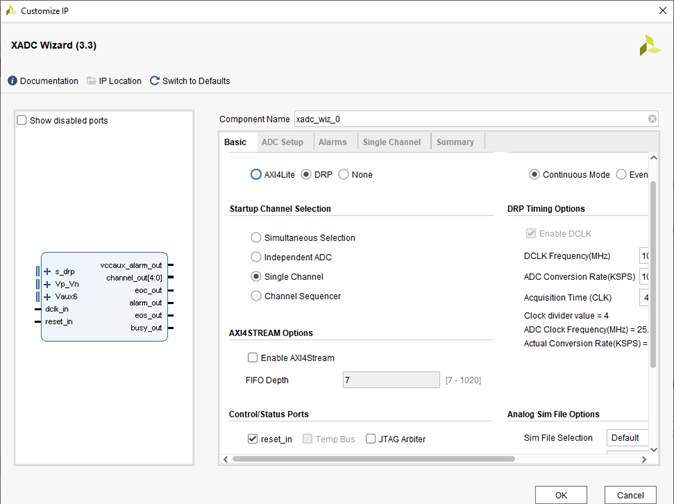 Customize IP
XADC Wizard (3.3)
Documentation IP Location Switch to Defaults
Show disabled ports
s_drp
Vp_Vn
Vaux6
dclk_in
reset_in
vccaux_alarm_out
channel_out[4:0]
eoc_out
alarm_out
eos_out
busy_out
Component Name xadc_wiz_0
Basic ADC Setup Alarms Single Channel Summary
AXI4Lite DRP None
Startup Channel Selection
Simultaneous Selection
Independent ADC
Single Channel
Channel Sequencer
AXI4STREAM Options
Enable AXI4Stream
FIFO Depth 7 [7 - 1020]
Control/Status Ports
reset_in Temp Bus JTAG Arbiter
Continuous Mode Even
DRP Timing Options
Enable DCLK
DCLK Frequency(MHz) 10
ADC Conversion Rate(KSPS) 10
Acquisition Time (CLK) 4
Clock divider value = 4
ADC Clock Frequency(MHz) = 25.
Actual Conversion Rate(KSPS) =
Analog Sim File Options
Sim File Selection Default
OK Cancel